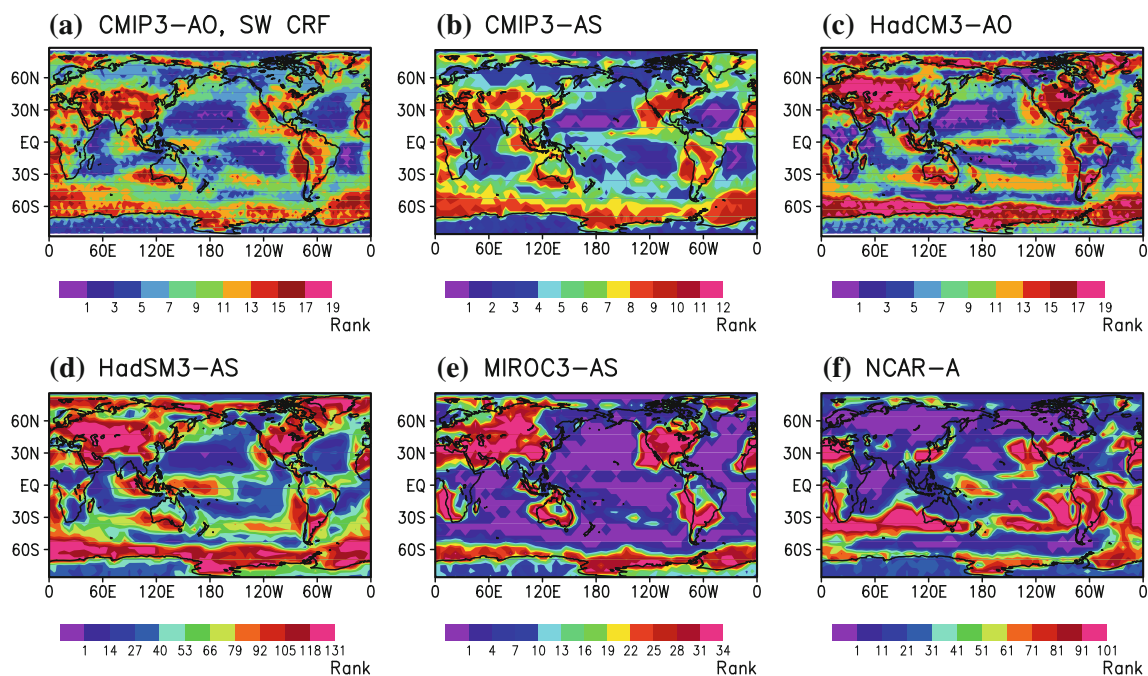 (a) CMIP3-AO, SW CRF
(b) CMIP3-AS
(c) HadCM3-AO
60N
30N
EQ
30S
60S
0 60E 120E 180 120W 60W 0
1 3 5 7 9 11 13 15 17 19
Rank
60N
30N
EQ
30S
60S
0 60E 120E 180 120W 60W 0
1 2 3 4 5 6 7 8 9 10 11 12
Rank
60N
30N
EQ
30S
60S
0 60E 120E 180 120W 60W 0
1 3 5 7 9 11 13 15 17 19
Rank
(d) HadSM3-AS
(e) MIROC3-AS
(f) NCAR-A
60N
30N
EQ
30S
60S
0 60E 120E 180 120W 60W 0
1 14 27 40 53 66 79 92 105 118 131
Rank
60N
30N
EQ
30S
60S
0 60E 120E 180 120W 60W 0
1 4 7 10 13 16 19 22 25 28 31 34
Rank
60N
30N
EQ
30S
60S
0 60E 120E 180 120W 60W 0
1 11 21 31 41 51 61 71 81 91 101
Rank